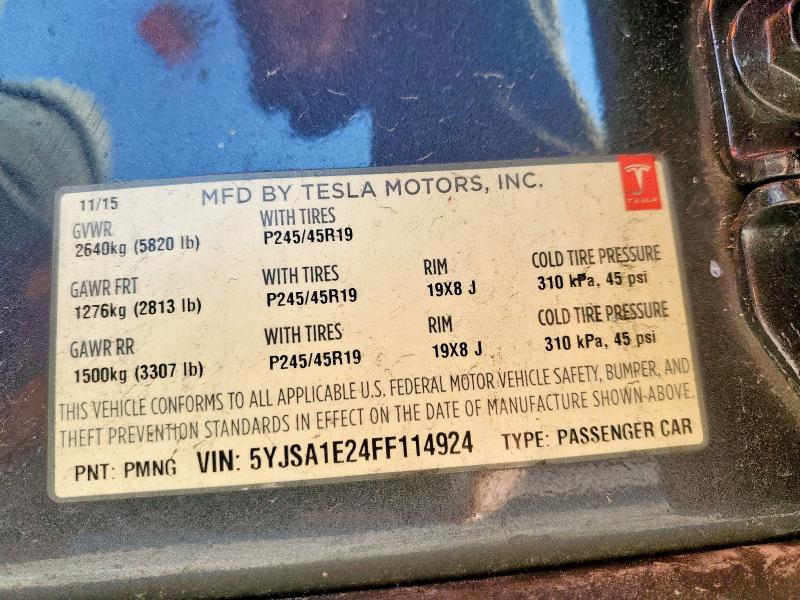 11/15 MFD BY TESLA MOTORS, INC.
TESLA
GVWR WITH TIRES
2640kg (5820 lb) P245/45R19
GAWR FRT WITH TIRES RIM COLD TIRE PRESSURE
1276kg (2813 lb) P245/45R19 19X8 J 310 kPa, 45 psi
GAWR RR WITH TIRES RIM COLD TIRE PRESSURE
1500kg (3307 lb) P245/45R19 19X8 J 310 kPa, 45 psi
THIS VEHICLE CONFORMS TO ALL APPLICABLE U.S. FEDERAL MOTOR VEHICLE SAFETY, BUMPER, AND
THEFT PREVENTION STANDARDS IN EFFECT ON THE DATE OF MANUFACTURE SHOWN ABOVE.
PNT: PMNG VIN: 5YJSA1E24FF114924 TYPE: PASSENGER CAR